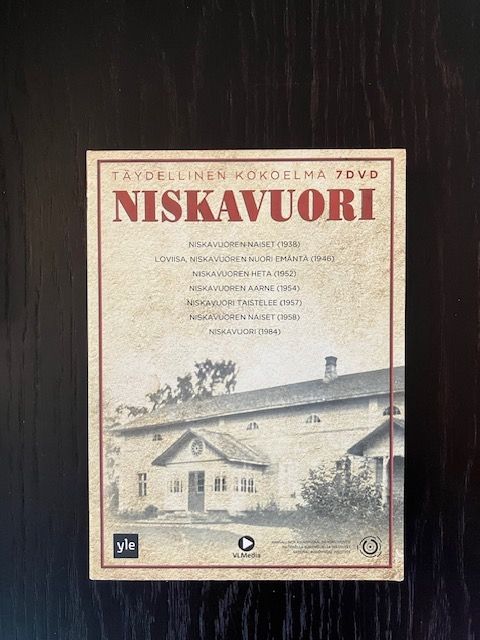 TÄYDELLINEN KOKOELMA 7DVD
NISKAVUORI
NISKAVUOREN NAISET (1938)
LOVIISA, NISKAVUOREN NUORI EMÄNTÄ (1946)
NISKAVUOREN HETA (1952)
NISKAVUOREN AARNE (1954)
NISKAVUORI TAISTELEE (1957)
NISKAVUOREN NAISET (1958)
NISKAVUORI (1984)
yle
VLMedia